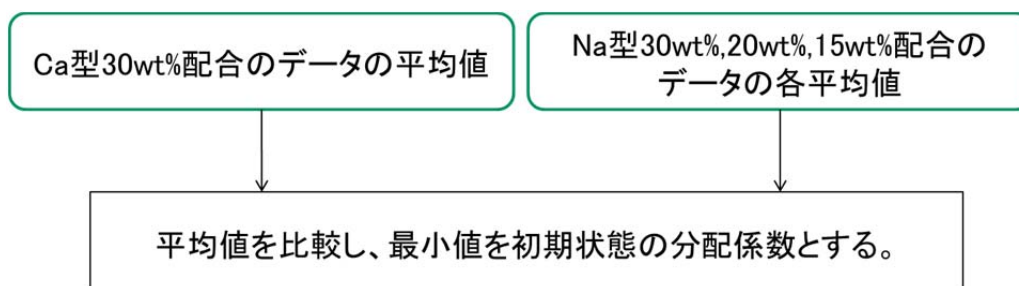 Ca型30wt%配合のデータの平均値
Na型30wt%,20wt%,15wt%配合の
データの各平均値
平均値を比較し、最小値を初期状態の分配係数とする。